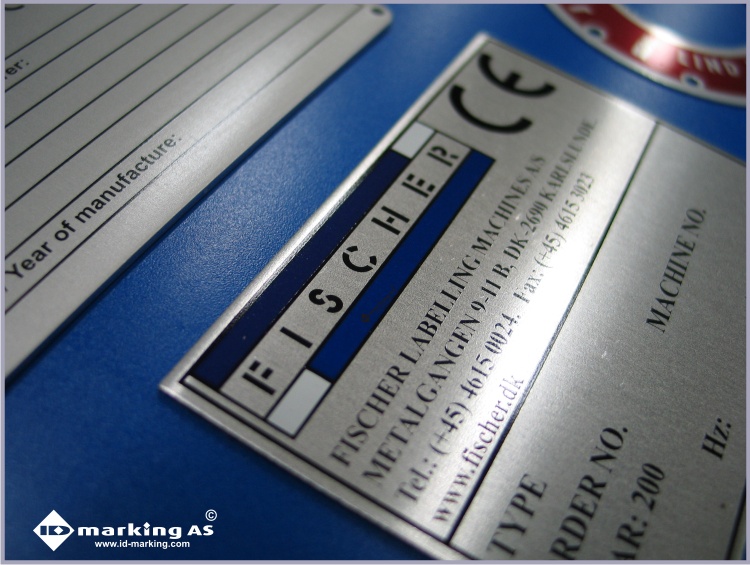 er:
Year of manufacture:
EIND
CE
FISCHER
FISCHER LABELLING MACHINES A/S
METALGANGEN 9-11 B, DK-2690 KARLSLUNDE
Tel.: (+45) 4615 0024, Fax: (+45) 4615 3023
www.fischer.dk
TYPE
MACHINE NO.
RDER NO.
AR: 200
Hz:
ID marking AS ©
www.id-marking.com